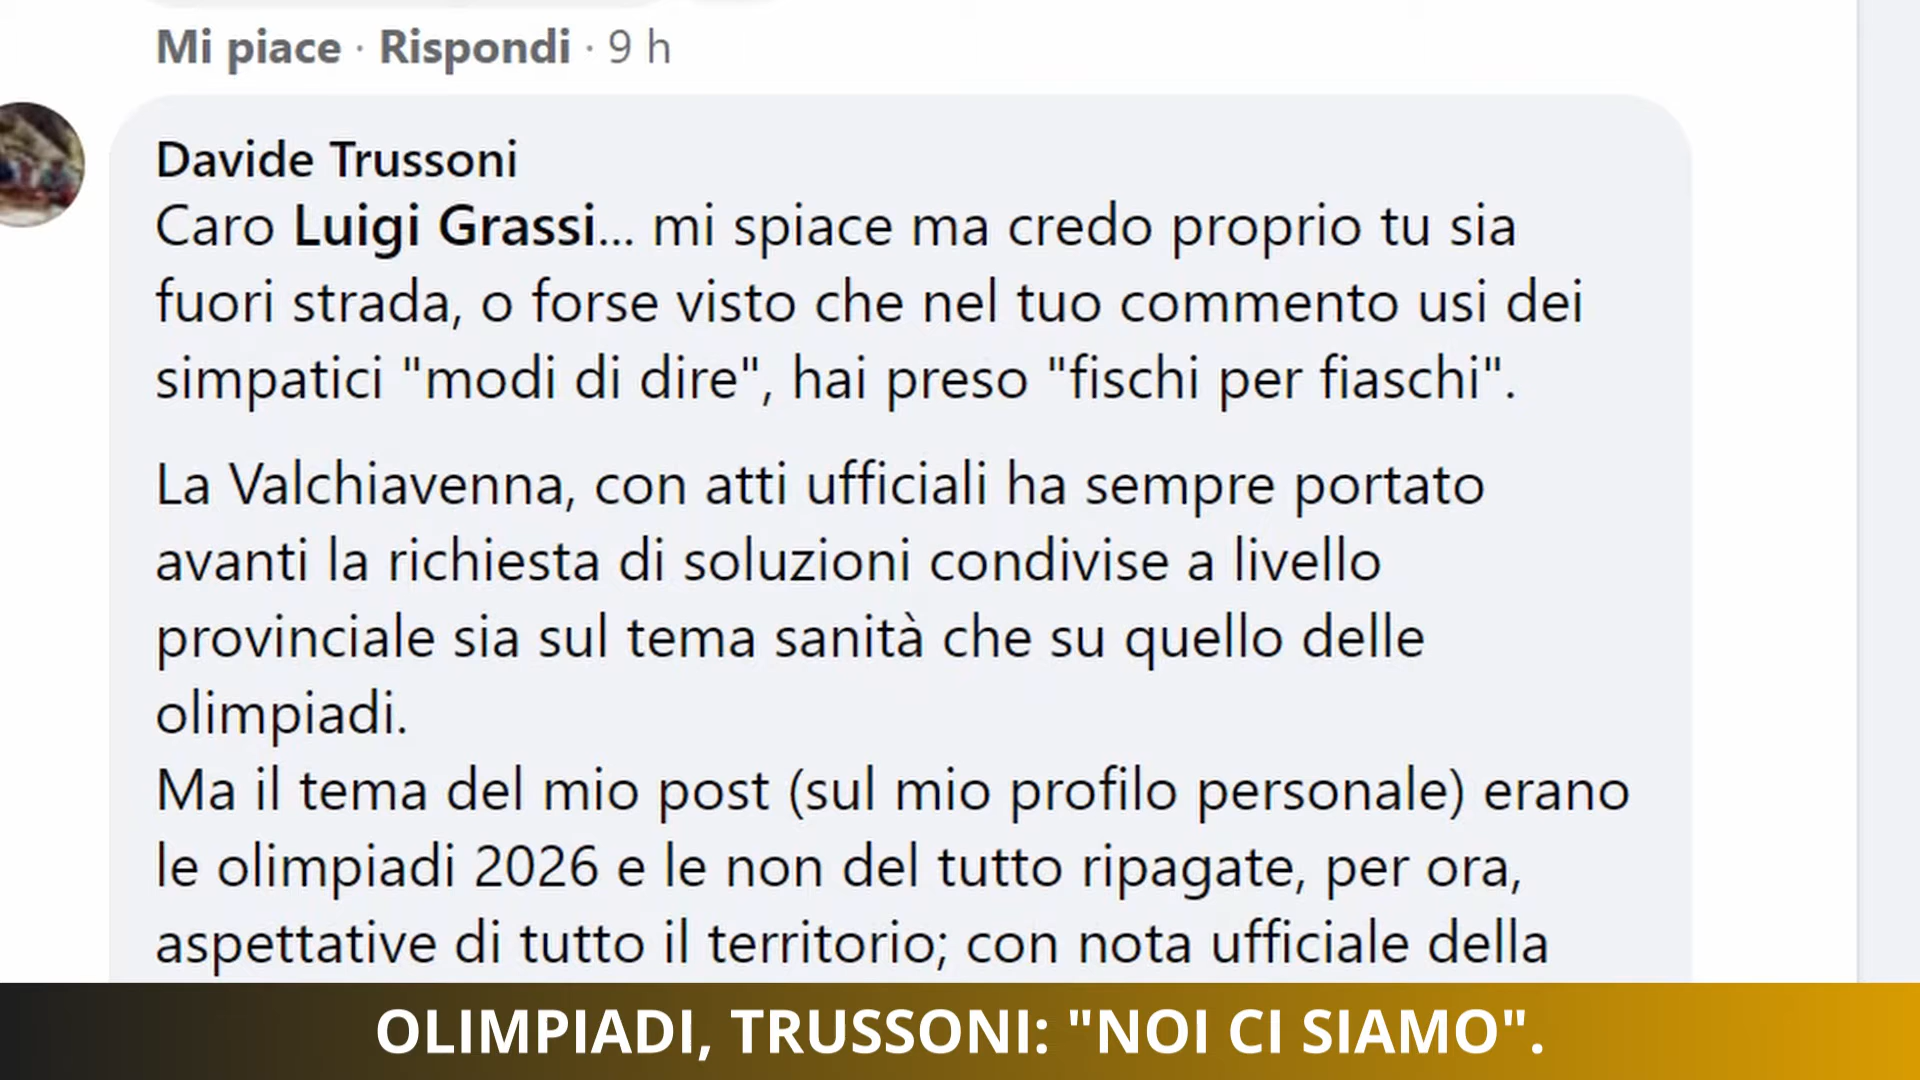 Mi piace · Rispondi · 9 h
Davide Trussoni
Caro Luigi Grassi... mi spiace ma credo proprio tu sia
fuori strada, o forse visto che nel tuo commento usi dei
simpatici "modi di dire", hai preso "fischi per fiaschi".
La Valchiavenna, con atti ufficiali ha sempre portato
avanti la richiesta di soluzioni condivise a livello
provinciale sia sul tema sanità che su quello delle
olimpiadi.
Ma il tema del mio post (sul mio profilo personale) erano
le olimpiadi 2026 e le non del tutto ripagate, per ora,
aspettative di tutto il territorio; con nota ufficiale della
OLIMPIADI, TRUSSONI: "NOI CI SIAMO".